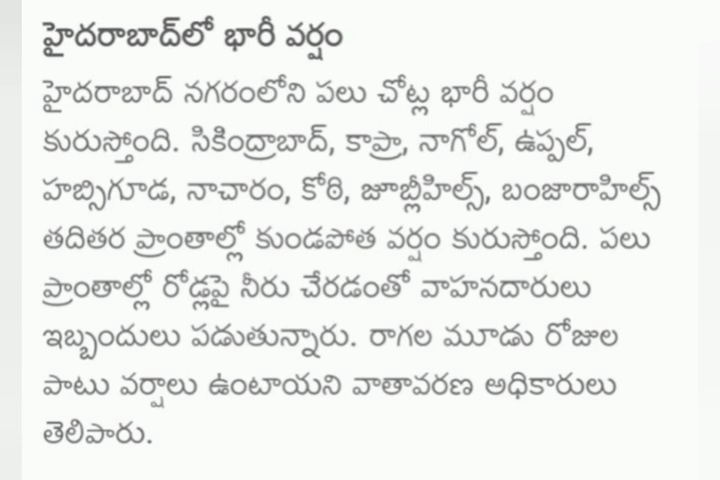 హైదరాబాద్‌లో భారీ వర్షం
హైదరాబాద్ నగరంలోని పలు చోట్ల భారీ వర్షం
కురుస్తోంది. సికింద్రాబాద్, కాప్రా, నాగోల్, ఉప్పల్,
హబ్సిగూడ, నాచారం, కోఠి, జూబ్లీహిల్స్, బంజారాహిల్స్
తదితర ప్రాంతాల్లో కుండపోత వర్షం కురుస్తోంది. పలు
ప్రాంతాల్లో రోడ్లపై నీరు చేరడంతో వాహనదారులు
ఇబ్బందులు పడుతున్నారు. రాగల మూడు రోజుల
పాటు వర్షాలు ఉంటాయని వాతావరణ అధికారులు
తెలిపారు.